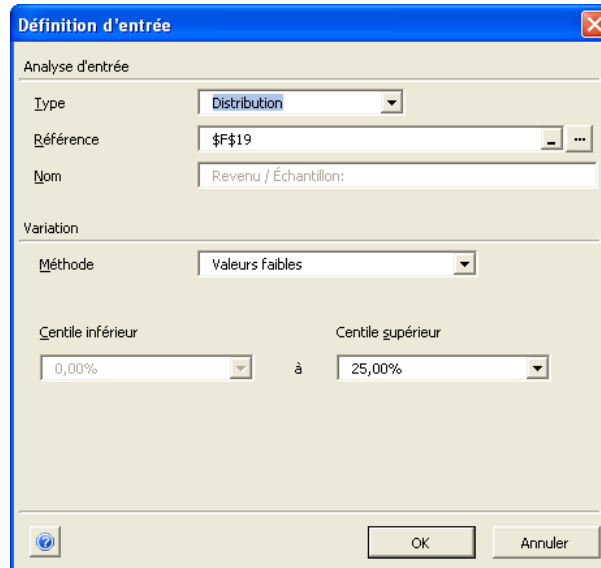 Définition d'entrée
Analyse d'entrée
Type Distribution
Référence $F$19 ...
Nom Revenu / Échantillon:
Variation
Méthode Valeurs faibles
Centile inférieur Centile supérieur
0,00% à 25,00%
? OK Annuler